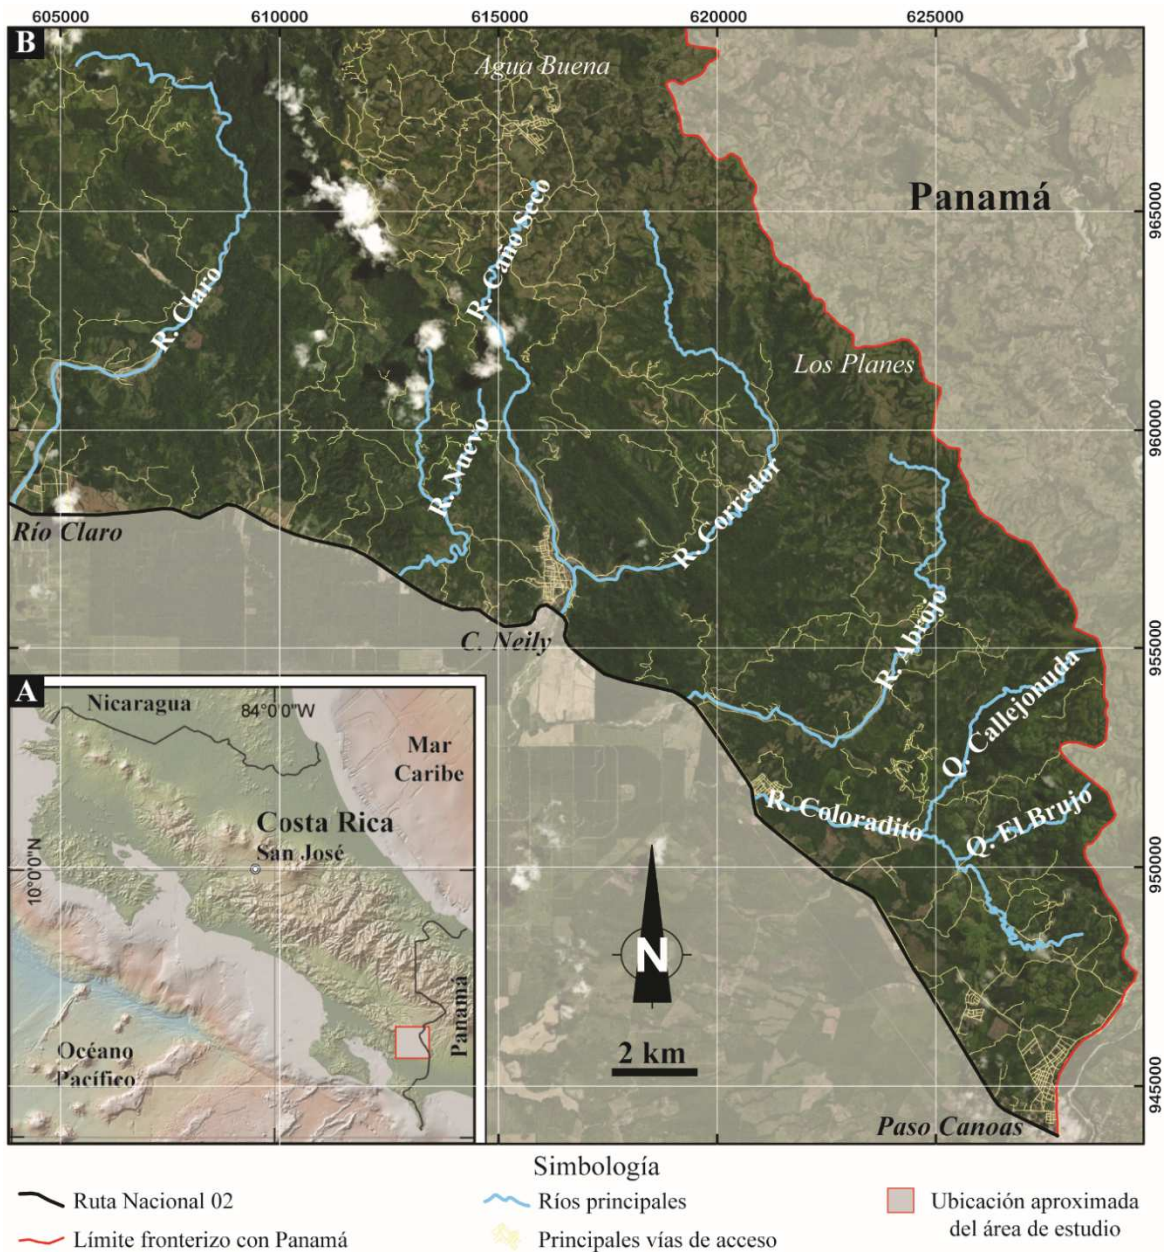 605000
610000
615000
620000
625000
B
Agua Buena
Panamá
965000
R. Caño Seco
R. Claro
Los Planes
960000
R. Nuevo
R. Corredor
Río Claro
C. Neily
R. Abrojo
955000
Q. Callejonuda
R. Coloradito
Q. El Brujo
950000
N
2 km
945000
Paso Canoas
A
Nicaragua
84°0'0"W
Mar
Caribe
Costa Rica
San José
10°0'0"N
Panamá
Océano
Pacífico
Simbología
Ruta Nacional 02
Ríos principales
Ubicación aproximada
del área de estudio
Límite fronterizo con Panamá
Principales vías de acceso